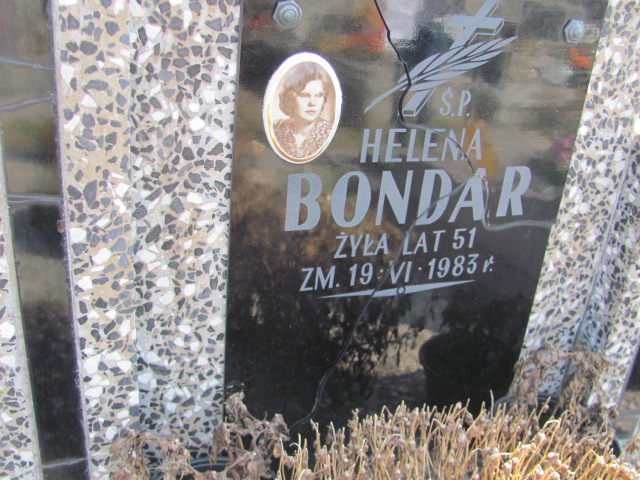 Ś.P.
HELENA
BONDAR
ŻYŁA LAT 51
ZM. 19·VI·1983 r.